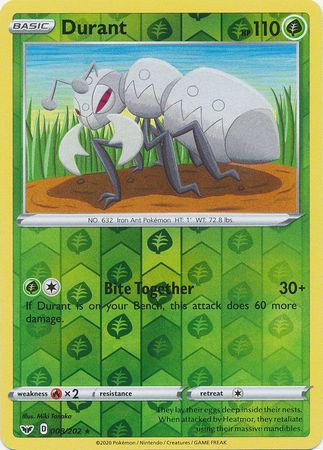 BASIC Durant HP 110
NO. 632 Iron Ant Pokémon HT: 1' WT: 72.8 lbs.
Bite Together 30+
If Durant is on your Bench, this attack does 60 more
damage.
weakness ×2 resistance retreat
Illus. Miki Tanaka
D 008/202 ★
They lay their eggs deep inside their nests.
When attacked by Heatmor, they retaliate
using their massive mandibles.
©2020 Pokémon / Nintendo / Creatures / GAME FREAK